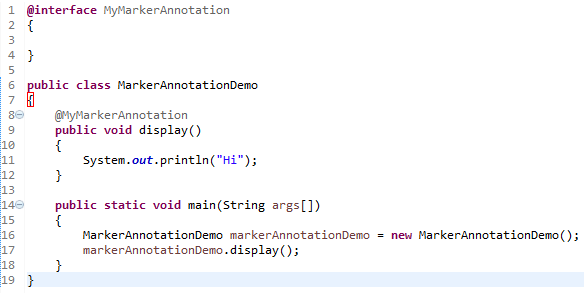 1 @interface MyMarkerAnnotation
2 {
3
4 }
5
6 public class MarkerAnnotationDemo
7 {
8 @MyMarkerAnnotation
9 public void display()
10 {
11 System.out.println("Hi");
12 }
13
14 public static void main(String args[])
15 {
16 MarkerAnnotationDemo markerAnnotationDemo = new MarkerAnnotationDemo();
17 markerAnnotationDemo.display();
18 }
19 }